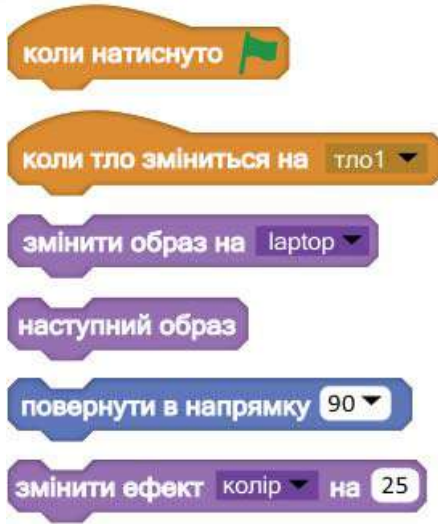 коли натиснуто
коли тло зміниться на тло1
змінити образ на laptop
наступний образ
повернути в напрямку 90
змінити ефект колір на 25